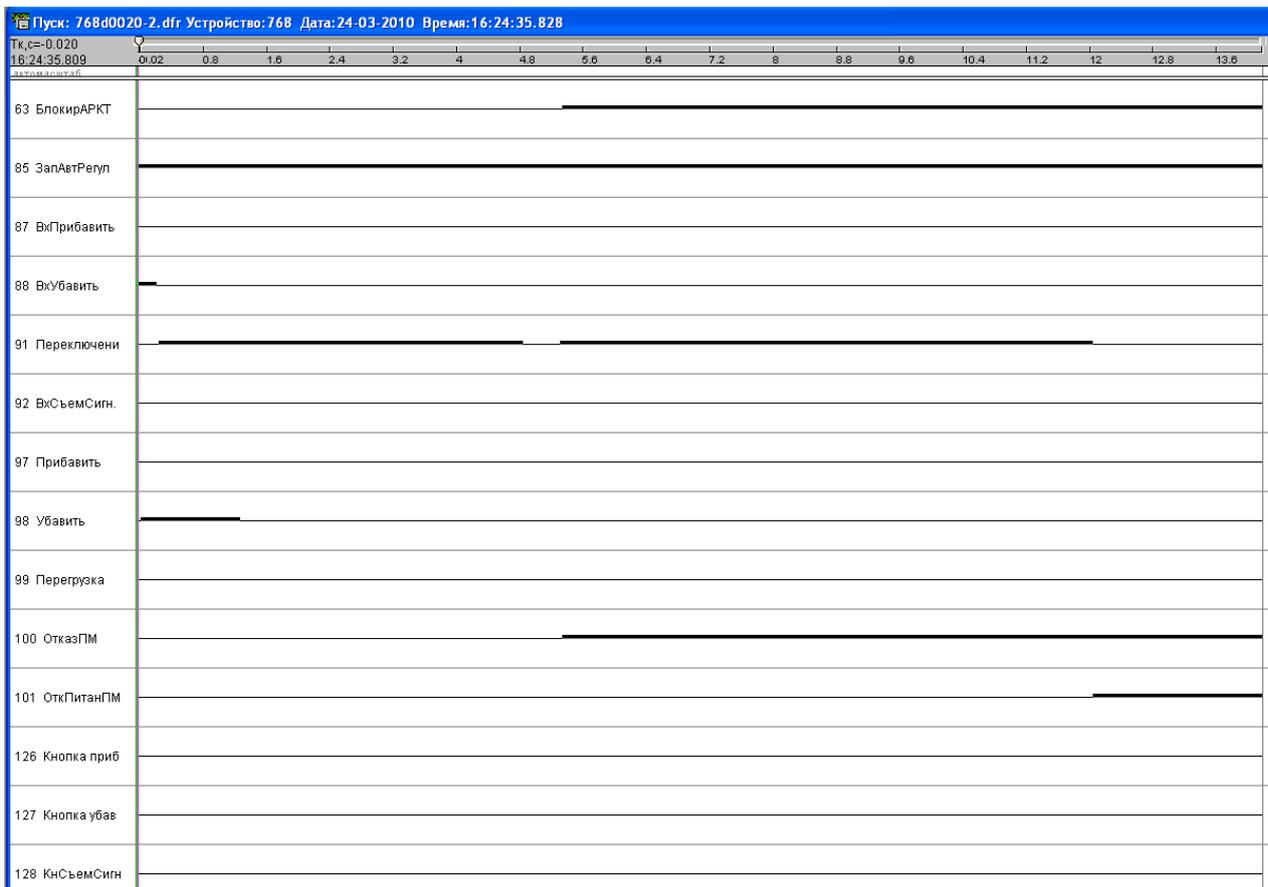 Пуск: 768d0020-2.dfr Устройство:768 Дата:24-03-2010 Время:16:24:35.828
Тк,с=-0.020
16:24:35.809
0.02 0.8 1.6 2.4 3.2 4 4.8 5.6 6.4 7.2 8 8.8 9.6 10.4 11.2 12 12.8 13.6
автомасштаб
63 БлокирАРКТ
85 ЗапАвтРегул
87 ВхПрибавить
88 ВхУбавить
91 Переключени
92 ВхСъемСигн.
97 Прибавить
98 Убавить
99 Перегрузка
100 ОтказПМ
101 ОткПитанПМ
126 Кнопка приб
127 Кнопка убав
128 КнСъемСигн